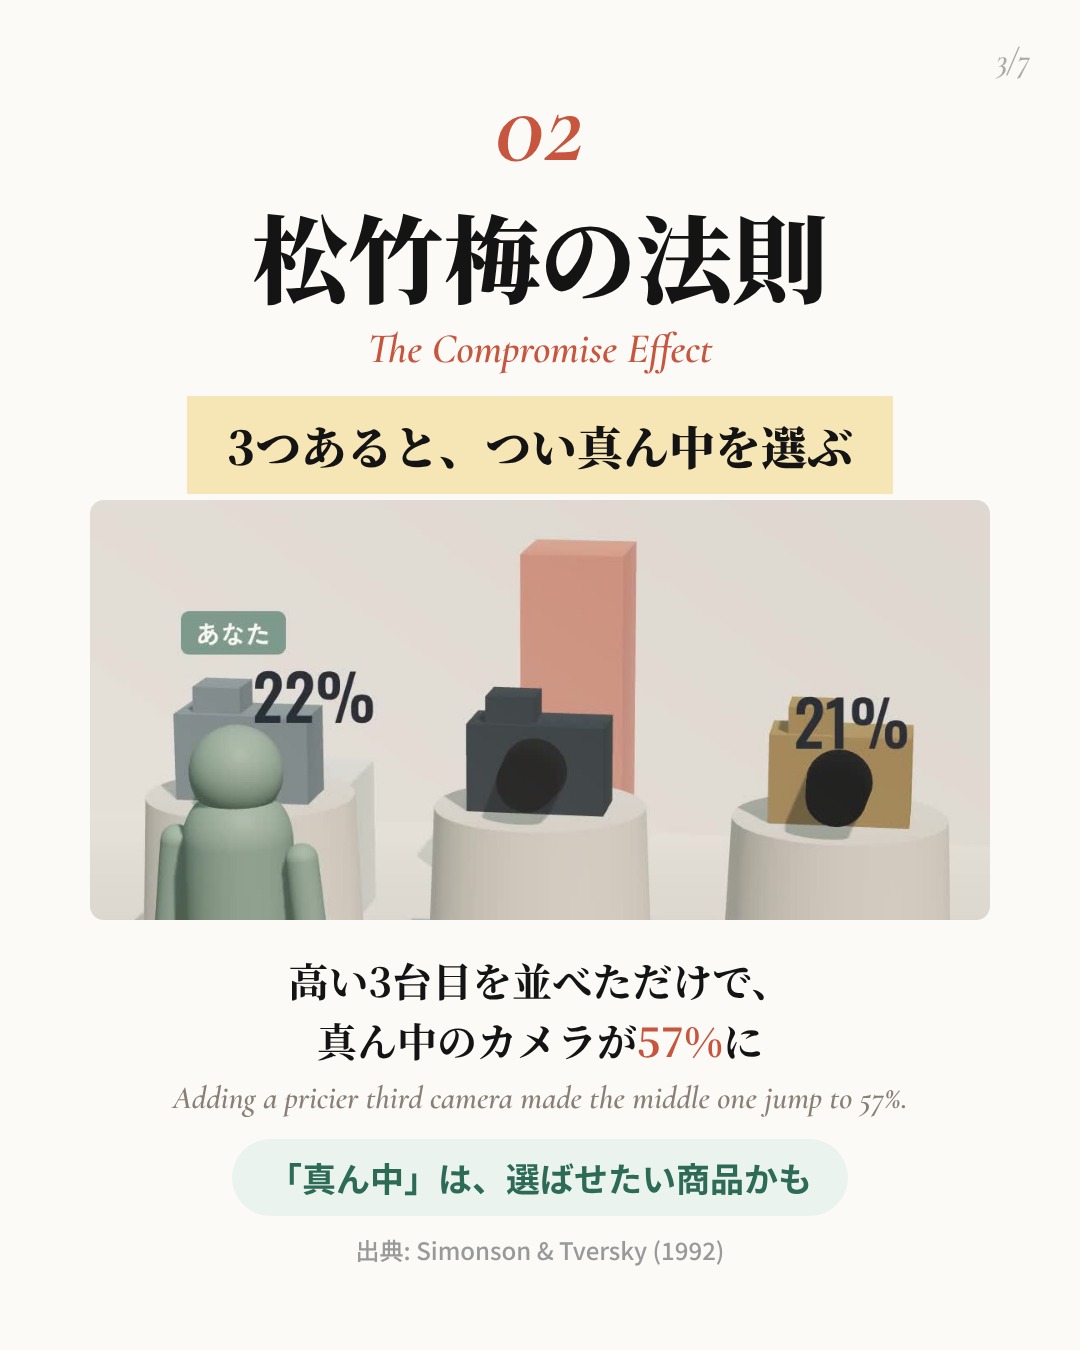 3/7
02
松竹梅の法則
The Compromise Effect
3つあると、つい真ん中を選ぶ
あなた
22%
21%
高い3台目を並べただけで、
真ん中のカメラが57%に
Adding a pricier third camera made the middle one jump to 57%.
「真ん中」は、選ばせたい商品かも
出典: Simonson & Tversky (1992)